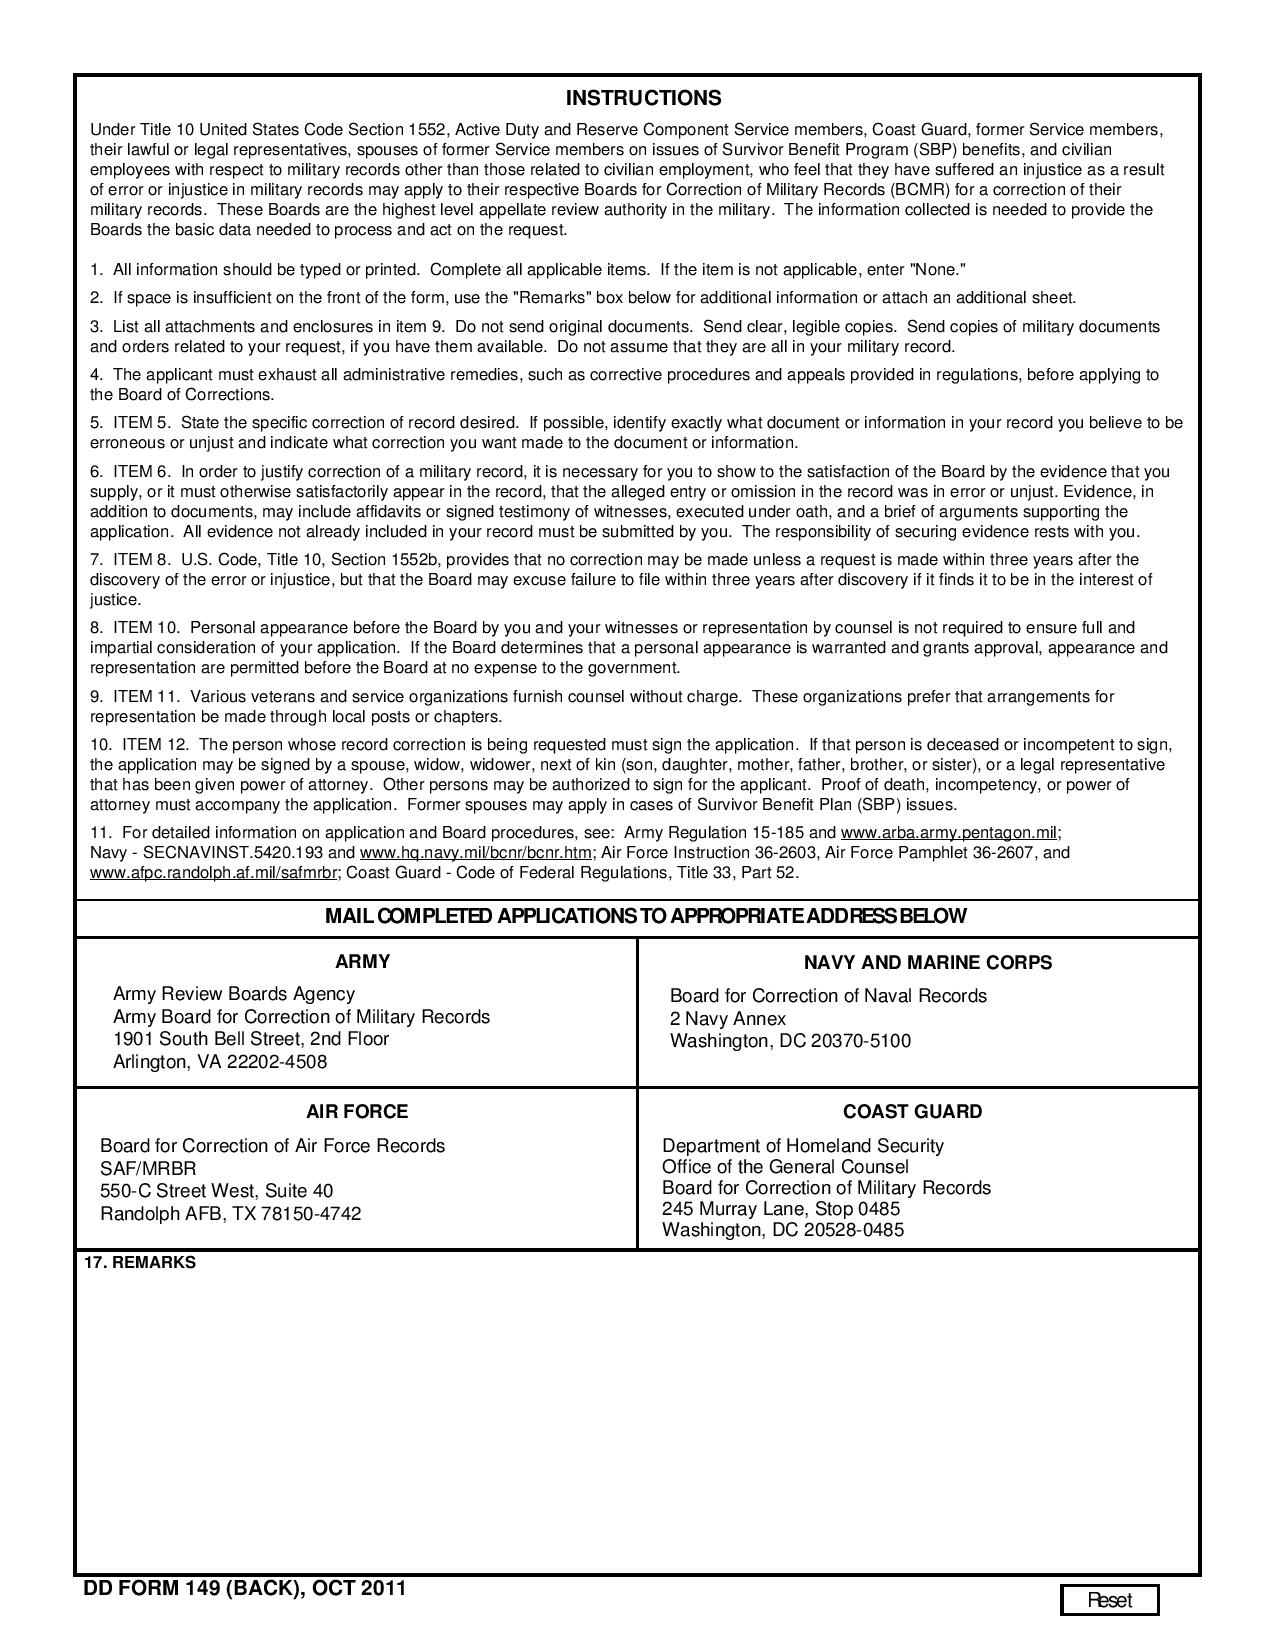 INSTRUCTIONS
Under Title 10 United States Code Section 1552, Active Duty and Reserve Component Service members, Coast Guard, former Service members,
their lawful or legal representatives, spouses of former Service members on issues of Survivor Benefit Program (SBP) benefits, and civilian
employees with respect to military records other than those related to civilian employment, who feel that they have suffered an injustice as a result
of error or injustice in military records may apply to their respective Boards for Correction of Military Records (BCMR) for a correction of their
military records. These Boards are the highest level appellate review authority in the military. The information collected is needed to provide the
Boards the basic data needed to process and act on the request.
1. All information should be typed or printed. Complete all applicable items. If the item is not applicable, enter "None."
2. If space is insufficient on the front of the form, use the "Remarks" box below for additional information or attach an additional sheet.
3. List all attachments and enclosures in item 9. Do not send original documents. Send clear, legible copies. Send copies of military documents
and orders related to your request, if you have them available. Do not assume that they are all in your military record.
4. The applicant must exhaust all administrative remedies, such as corrective procedures and appeals provided in regulations, before applying to
the Board of Corrections.
5. ITEM 5. State the specific correction of record desired. If possible, identify exactly what document or information in your record you believe to be
erroneous or unjust and indicate what correction you want made to the document or information.
6. ITEM 6. In order to justify correction of a military record, it is necessary for you to show to the satisfaction of the Board by the evidence that you
supply, or it must otherwise satisfactorily appear in the record, that the alleged entry or omission in the record was in error or unjust. Evidence, in
addition to documents, may include affidavits or signed testimony of witnesses, executed under oath, and a brief of arguments supporting the
application. All evidence not already included in your record must be submitted by you. The responsibility of securing evidence rests with you.
7. ITEM 8. U.S. Code, Title 10, Section 1552b, provides that no correction may be made unless a request is made within three years after the
discovery of the error or injustice, but that the Board may excuse failure to file within three years after discovery if it finds it to be in the interest of
justice.
8. ITEM 10. Personal appearance before the Board by you and your witnesses or representation by counsel is not required to ensure full and
impartial consideration of your application. If the Board determines that a personal appearance is warranted and grants approval, appearance and
representation are permitted before the Board at no expense to the government.
9. ITEM 11. Various veterans and service organizations furnish counsel without charge. These organizations prefer that arrangements for
representation be made through local posts or chapters.
10. ITEM 12. The person whose record correction is being requested must sign the application. If that person is deceased or incompetent to sign,
the application may be signed by a spouse, widow, widower, next of kin (son, daughter, mother, father, brother, or sister), or a legal representative
that has been given power of attorney. Other persons may be authorized to sign for the applicant. Proof of death, incompetency, or power of
attorney must accompany the application. Former spouses may apply in cases of Survivor Benefit Plan (SBP) issues.
11. For detailed information on application and Board procedures, see: Army Regulation 15-185 and www.arba.army.pentagon.mil;
Navy - SECNAVINST.5420.193 and www.hq.navy.mil/bcnr/bcnr.htm; Air Force Instruction 36-2603, Air Force Pamphlet 36-2607, and
www.afpc.randolph.af.mil/safmrbr; Coast Guard - Code of Federal Regulations, Title 33, Part 52.
MAIL COMPLETED APPLICATIONS TO APPROPRIATE ADDRESS BELOW
ARMY
Army Review Boards Agency
Army Board for Correction of Military Records
1901 South Bell Street, 2nd Floor
Arlington, VA 22202-4508
NAVY AND MARINE CORPS
Board for Correction of Naval Records
2 Navy Annex
Washington, DC 20370-5100
AIR FORCE
Board for Correction of Air Force Records
SAF/MRBR
550-C Street West, Suite 40
Randolph AFB, TX 78150-4742
COAST GUARD
Department of Homeland Security
Office of the General Counsel
Board for Correction of Military Records
245 Murray Lane, Stop 0485
Washington, DC 20528-0485
17. REMARKS
DD FORM 149 (BACK), OCT 2011
Reset